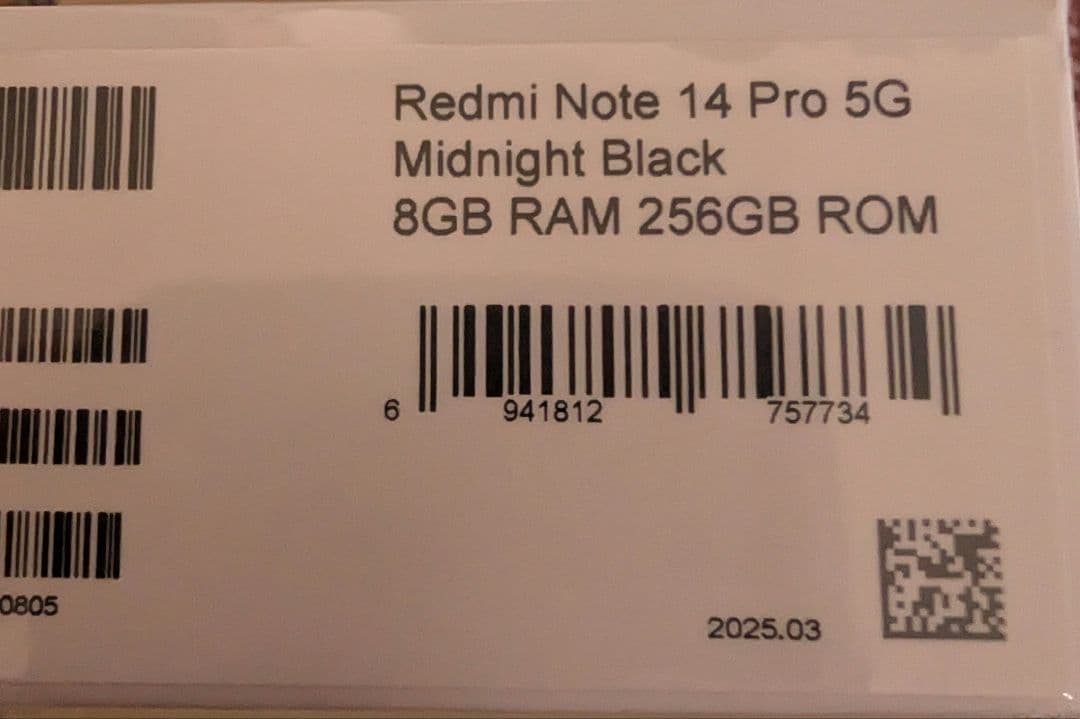 Redmi Note 14 Pro 5G
Midnight Black
8GB RAM 256GB ROM
6 941812 757734
0805
2025.03